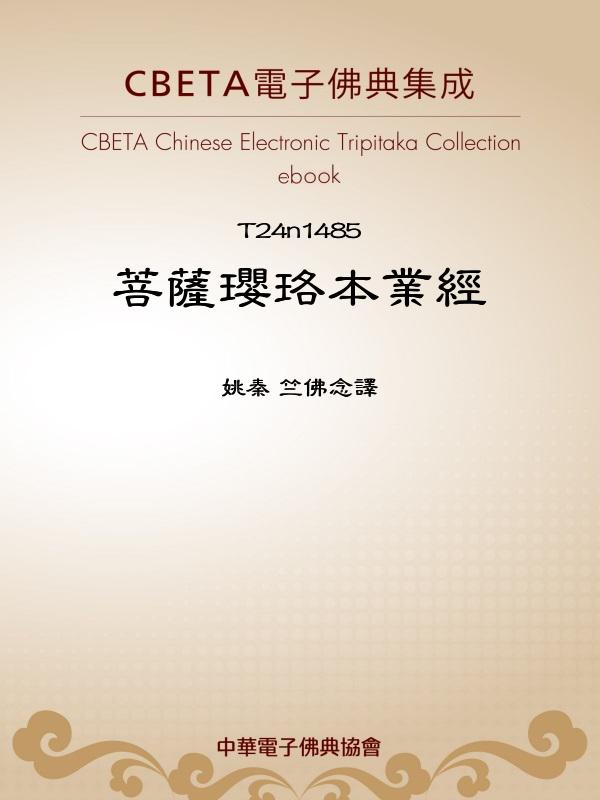 CBETA電子佛典集成
CBETA Chinese Electronic Tripitaka Collection
ebook
T24n1485
菩薩瓔珞本業經
姚秦 竺佛念譯
中華電子佛典協會